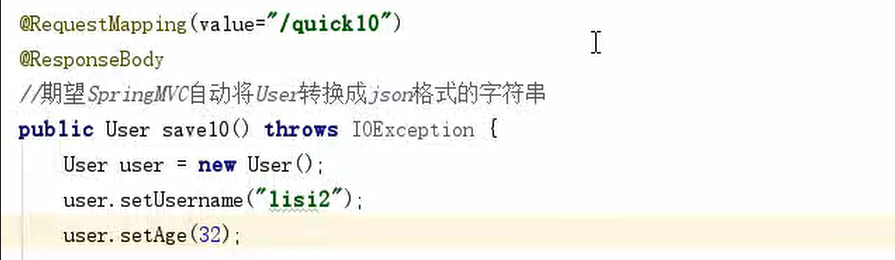 @RequestMapping(value="/quick10")
@ResponseBody
//期望SpringMVC自动将User转换成json格式的字符串
public User save10() throws IOException {
User user = new User();
user.setUsername("lisi2");
user.setAge(32);